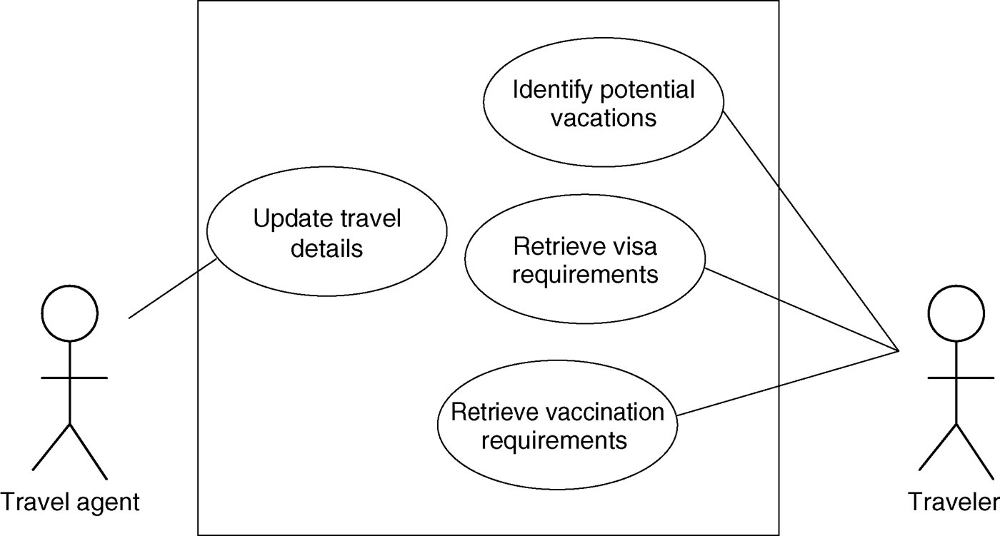 Identify potential
vacations
Update travel
details
Retrieve visa
requirements
Retrieve vaccination
requirements
Travel agent
Traveler